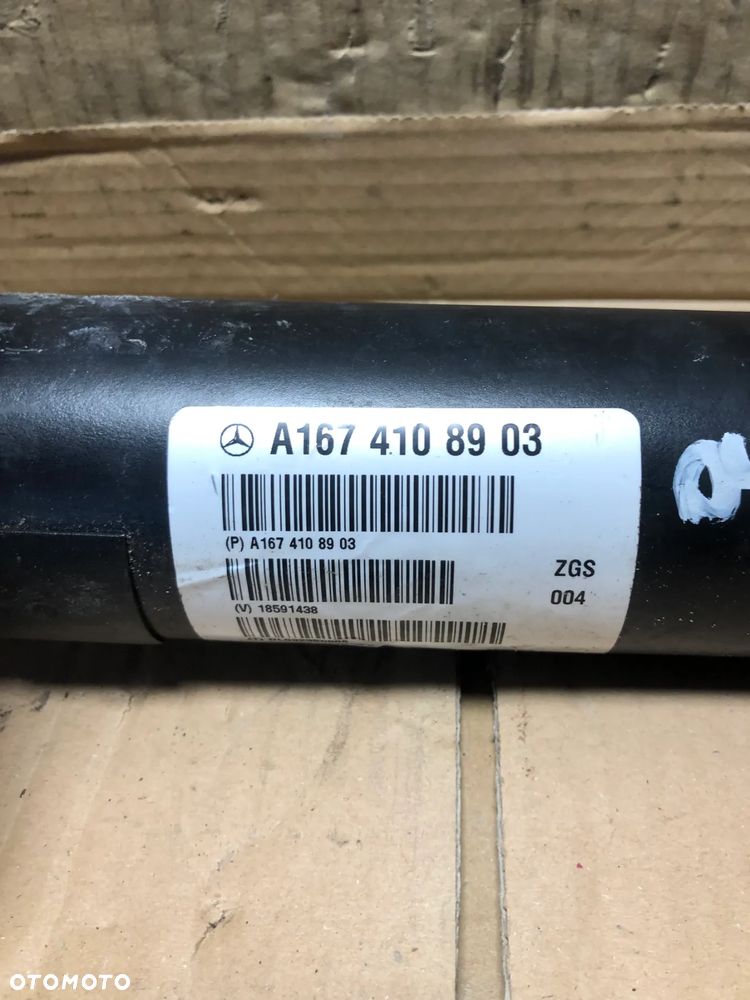 A167 410 89 03
(P) A167 410 89 03
ZGS
004
(V) 18591438
OTOMOTO